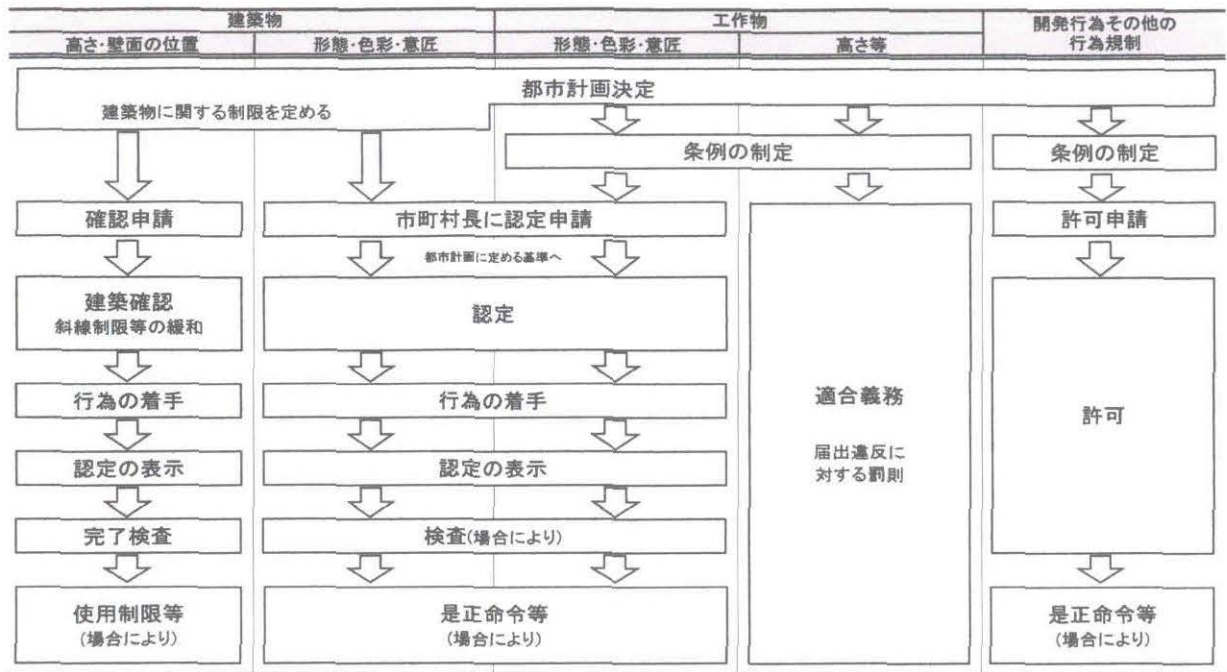 建築物
工作物
開発行為その他の
行為規制
高さ・壁面の位置
形態・色彩・意匠
形態・色彩・意匠
高さ等
都市計画決定
建築物に関する制限を定める
条例の制定
条例の制定
確認申請
市町村長に認定申請
許可申請
都市計画に定める基準へ
建築確認
斜線制限等の緩和
認定
適合義務
届出違反に
対する罰則
許可
行為の着手
行為の着手
認定の表示
認定の表示
完了検査
検査(場合により)
使用制限等
(場合により)
是正命令等
(場合により)
是正命令等
(場合により)